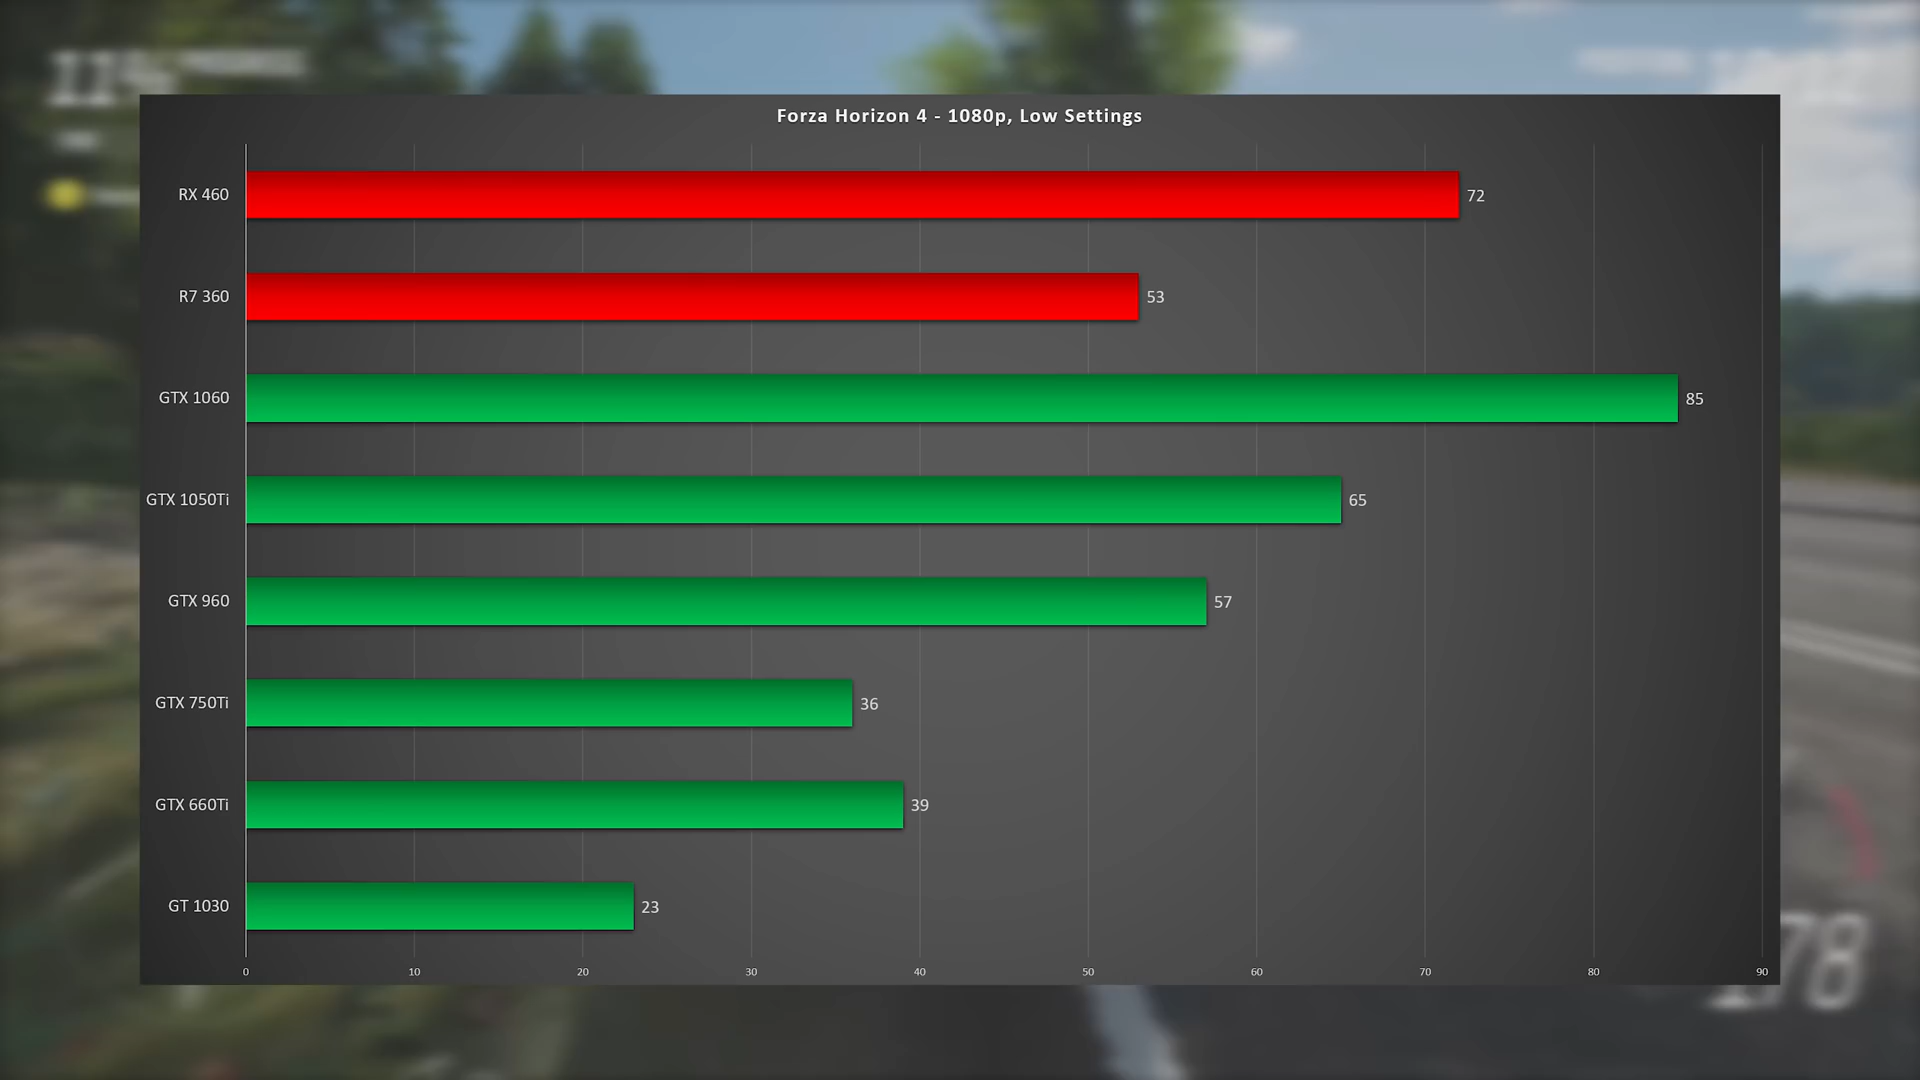 Forza Horizon 4 - 1080p, Low Settings
RX 460
72
R7 360
53
GTX 1060
85
GTX 1050Ti
65
GTX 960
57
GTX 750Ti
36
GTX 660Ti
39
GT 1030
23
0 10 20 30 40 50 60 70 80 90
178